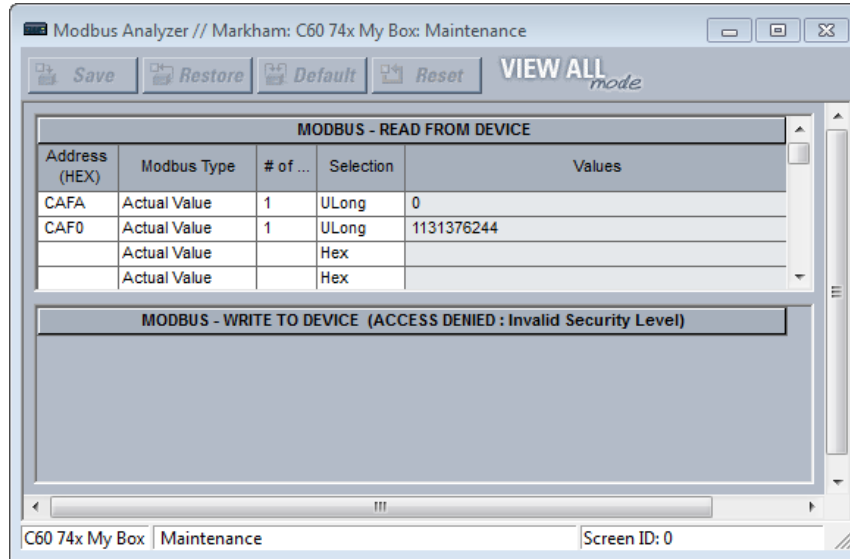 Modbus Analyzer // Markham: C60 74x My Box: Maintenance
Save Restore Default Reset VIEW ALL mode
MODBUS - READ FROM DEVICE
Address (HEX) Modbus Type # of ... Selection Values
CAFA Actual Value 1 ULong 0
CAF0 Actual Value 1 ULong 1131376244
Actual Value Hex
Actual Value Hex
MODBUS - WRITE TO DEVICE (ACCESS DENIED : Invalid Security Level)
C60 74x My Box Maintenance Screen ID: 0